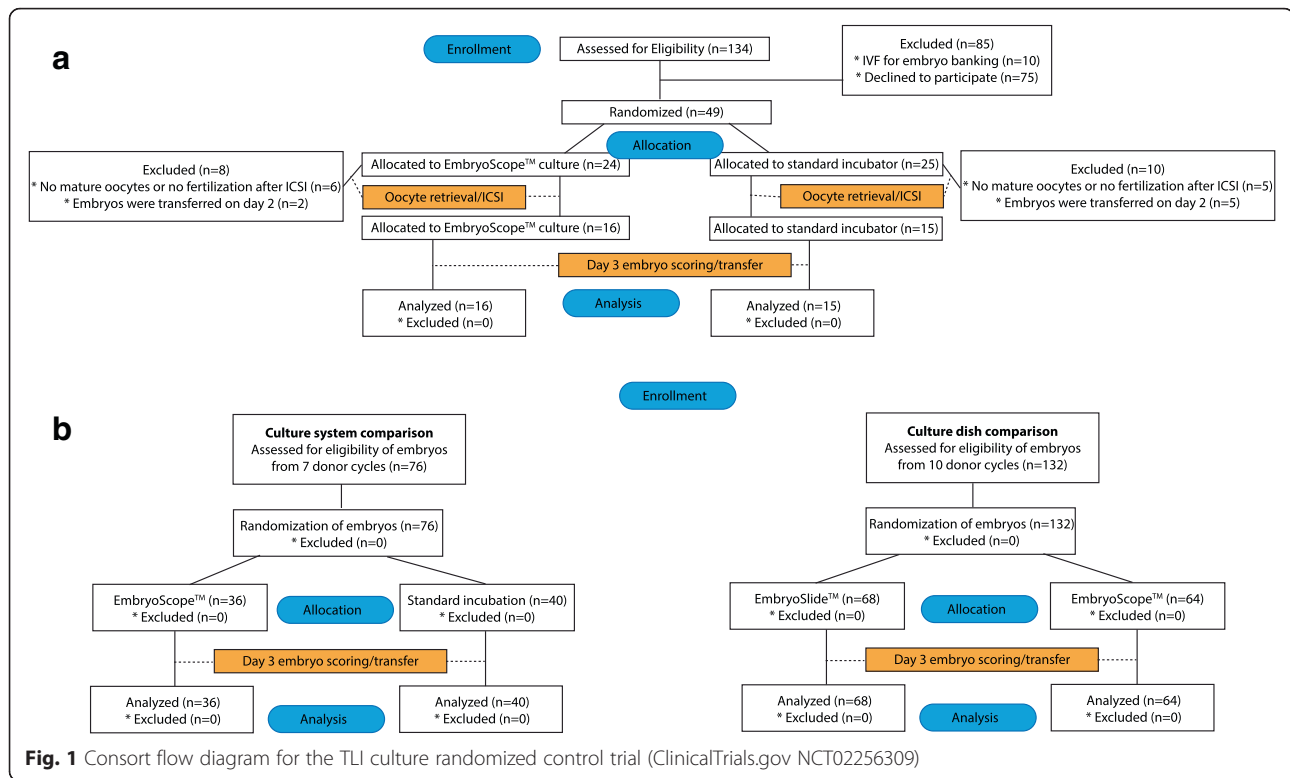 a
Enrollment
Assessed for Eligibility (n=134)
Excluded (n=85)
* IVF for embryo banking (n=10)
* Declined to participate (n=75)
Randomized (n=49)
Allocation
Excluded (n=8)
* No mature oocytes or no fertilization after ICSI (n=6)
* Embryos were transferred on day 2 (n=2)
Allocated to EmbryoScope™ culture (n=24)
Allocated to standard incubator (n=25)
Excluded (n=10)
* No mature oocytes or no fertilization after ICSI (n=5)
* Embryos were transferred on day 2 (n=5)
Oocyte retrieval/ICSI
Oocyte retrieval/ICSI
Allocated to EmbryoScope™ culture (n=16)
Allocated to standard incubator (n=15)
Day 3 embryo scoring/transfer
Analysis
Analyzed (n=16)
* Excluded (n=0)
Analyzed (n=15)
* Excluded (n=0)
Enrollment
b
Culture system comparison
Assessed for eligibility of embryos
from 7 donor cycles (n=76)
Culture dish comparison
Assessed for eligibility of embryos
from 10 donor cycles (n=132)
Randomization of embryos (n=76)
* Excluded (n=0)
Randomization of embryos (n=132)
* Excluded (n=0)
EmbryoScope™ (n=36)
* Excluded (n=0)
Allocation
Standard incubation (n=40)
* Excluded (n=0)
EmbryoSlide™ (n=68)
* Excluded (n=0)
Allocation
EmbryoScope™ (n=64)
* Excluded (n=0)
Day 3 embryo scoring/transfer
Day 3 embryo scoring/transfer
Analyzed (n=36)
* Excluded (n=0)
Analysis
Analyzed (n=40)
* Excluded (n=0)
Analyzed (n=68)
* Excluded (n=0)
Analysis
Analyzed (n=64)
* Excluded (n=0)
Fig. 1 Consort flow diagram for the TLI culture randomized control trial (ClinicalTrials.gov NCT02256309)